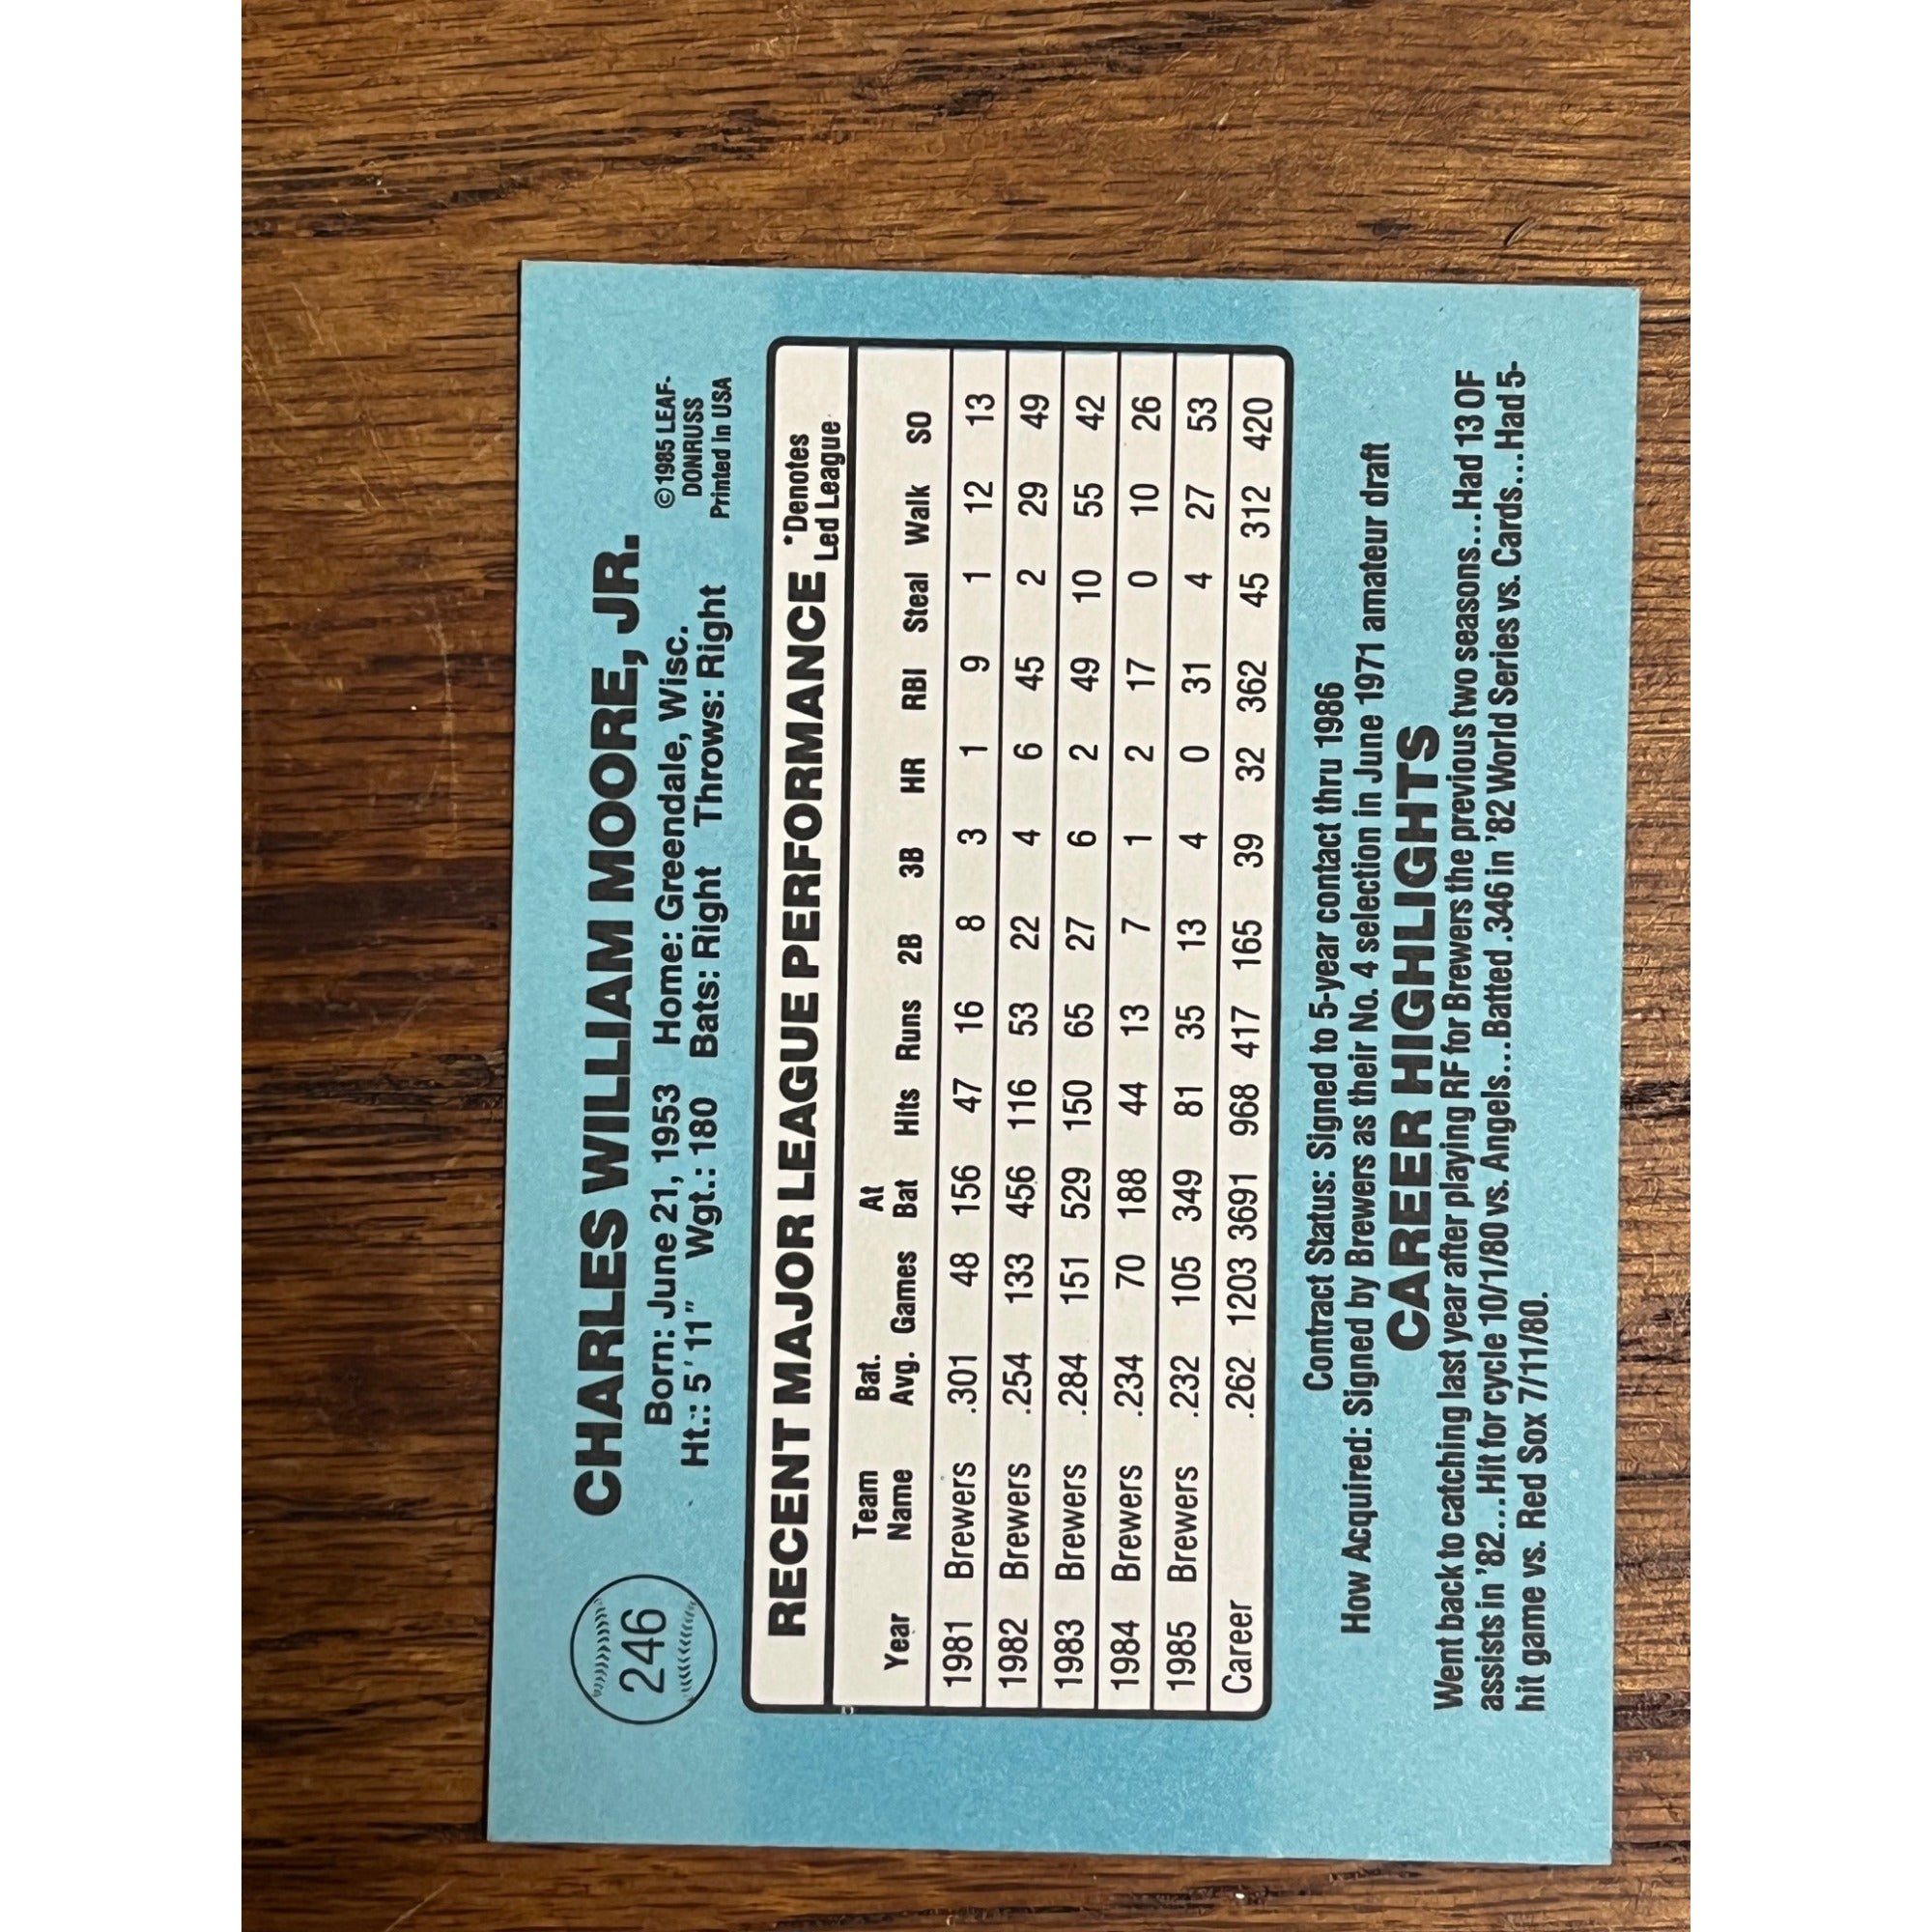 246
CHARLES WILLIAM MOORE, JR.
Born: June 21, 1953 Home: Greendale, Wisc.
Ht.: 5' 11" Wgt.: 180 Bats: Right Throws: Right
©1985 LEAF-
DONRUSS
Printed in USA
RECENT MAJOR LEAGUE PERFORMANCE *Denotes
Led League
Year Team Name Bat. Avg. Games At Bat Hits Runs 2B 3B HR RBI Steal Walk SO
1981 Brewers .301 48 156 47 16 8 3 1 9 1 12 13
1982 Brewers .254 133 456 116 53 22 4 6 45 2 29 49
1983 Brewers .284 151 529 150 65 27 6 2 49 10 55 42
1984 Brewers .234 70 188 44 13 7 1 2 17 0 10 26
1985 Brewers .232 105 349 81 35 13 4 0 31 4 27 53
Career .262 1203 3691 968 417 165 39 32 362 45 312 420
Contract Status: Signed to 5-year contact thru 1986
How Acquired: Signed by Brewers as their No. 4 selection in June 1971 amateur draft
CAREER HIGHLIGHTS
Went back to catching last year after playing RF for Brewers the previous two seasons...Had 13 OF
assists in '82...Hit for cycle 10/1/80 vs. Angels...Batted .346 in '82 World Series vs. Cards...Had 5-
hit game vs. Red Sox 7/11/80.